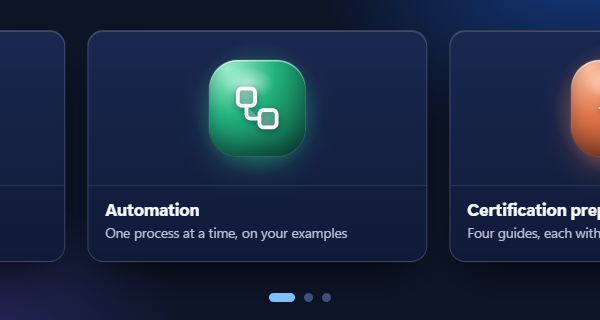 Automation
One process at a time, on your examples
Certification prep
Four guides, each with